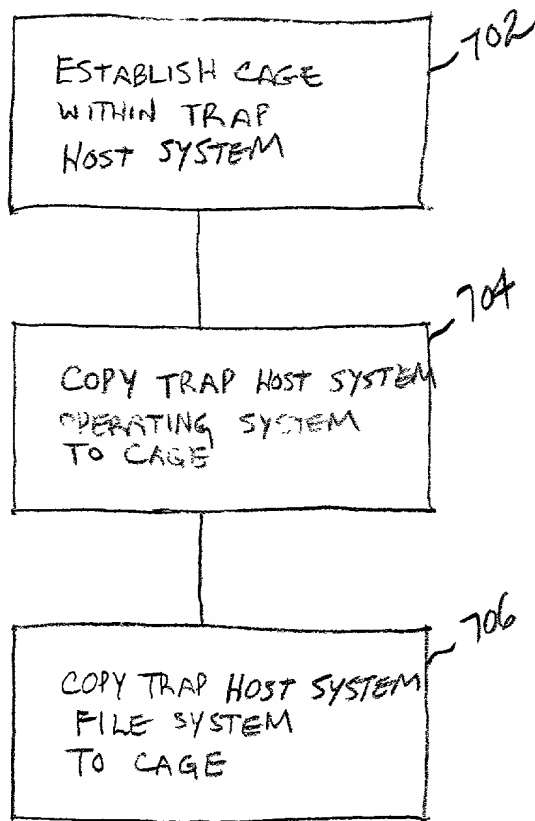 702
ESTABLISH CAGE
WITHIN TRAP
HOST SYSTEM
704
COPY TRAP HOST SYSTEM
OPERATING SYSTEM
TO CAGE
706
COPY TRAP HOST SYSTEM
FILE SYSTEM
TO CAGE